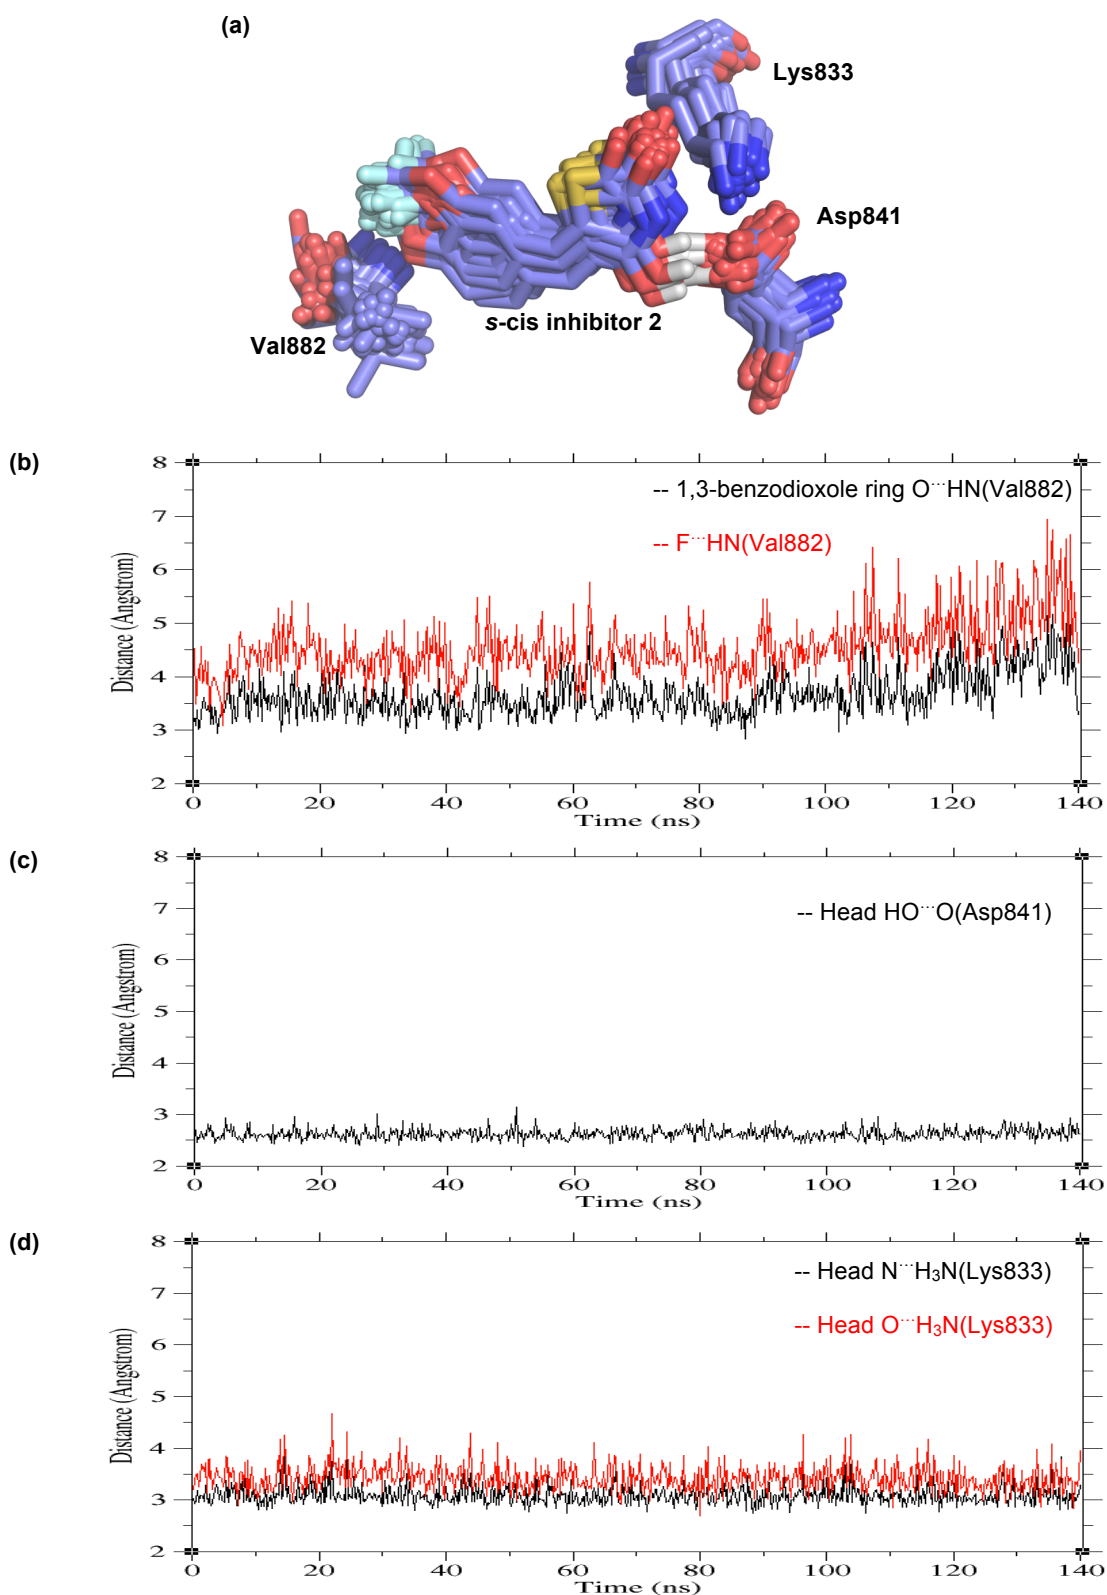 (a)
Lys833
Asp841
s-cis inhibitor 2
Val882
(b)
8
7
6
5
4
3
2
Distance (Angstrom)
-- 1,3-benzodioxole ring O···HN(Val882)
-- F···HN(Val882)
0 20 40 60 80 100 120 140
Time (ns)
(c)
8
7
6
5
4
3
2
Distance (Angstrom)
-- Head HO···O(Asp841)
0 20 40 60 80 100 120 140
Time (ns)
(d)
8
7
6
5
4
3
2
Distance (Angstrom)
-- Head N···H₃N(Lys833)
-- Head O···H₃N(Lys833)
0 20 40 60 80 100 120 140
Time (ns)